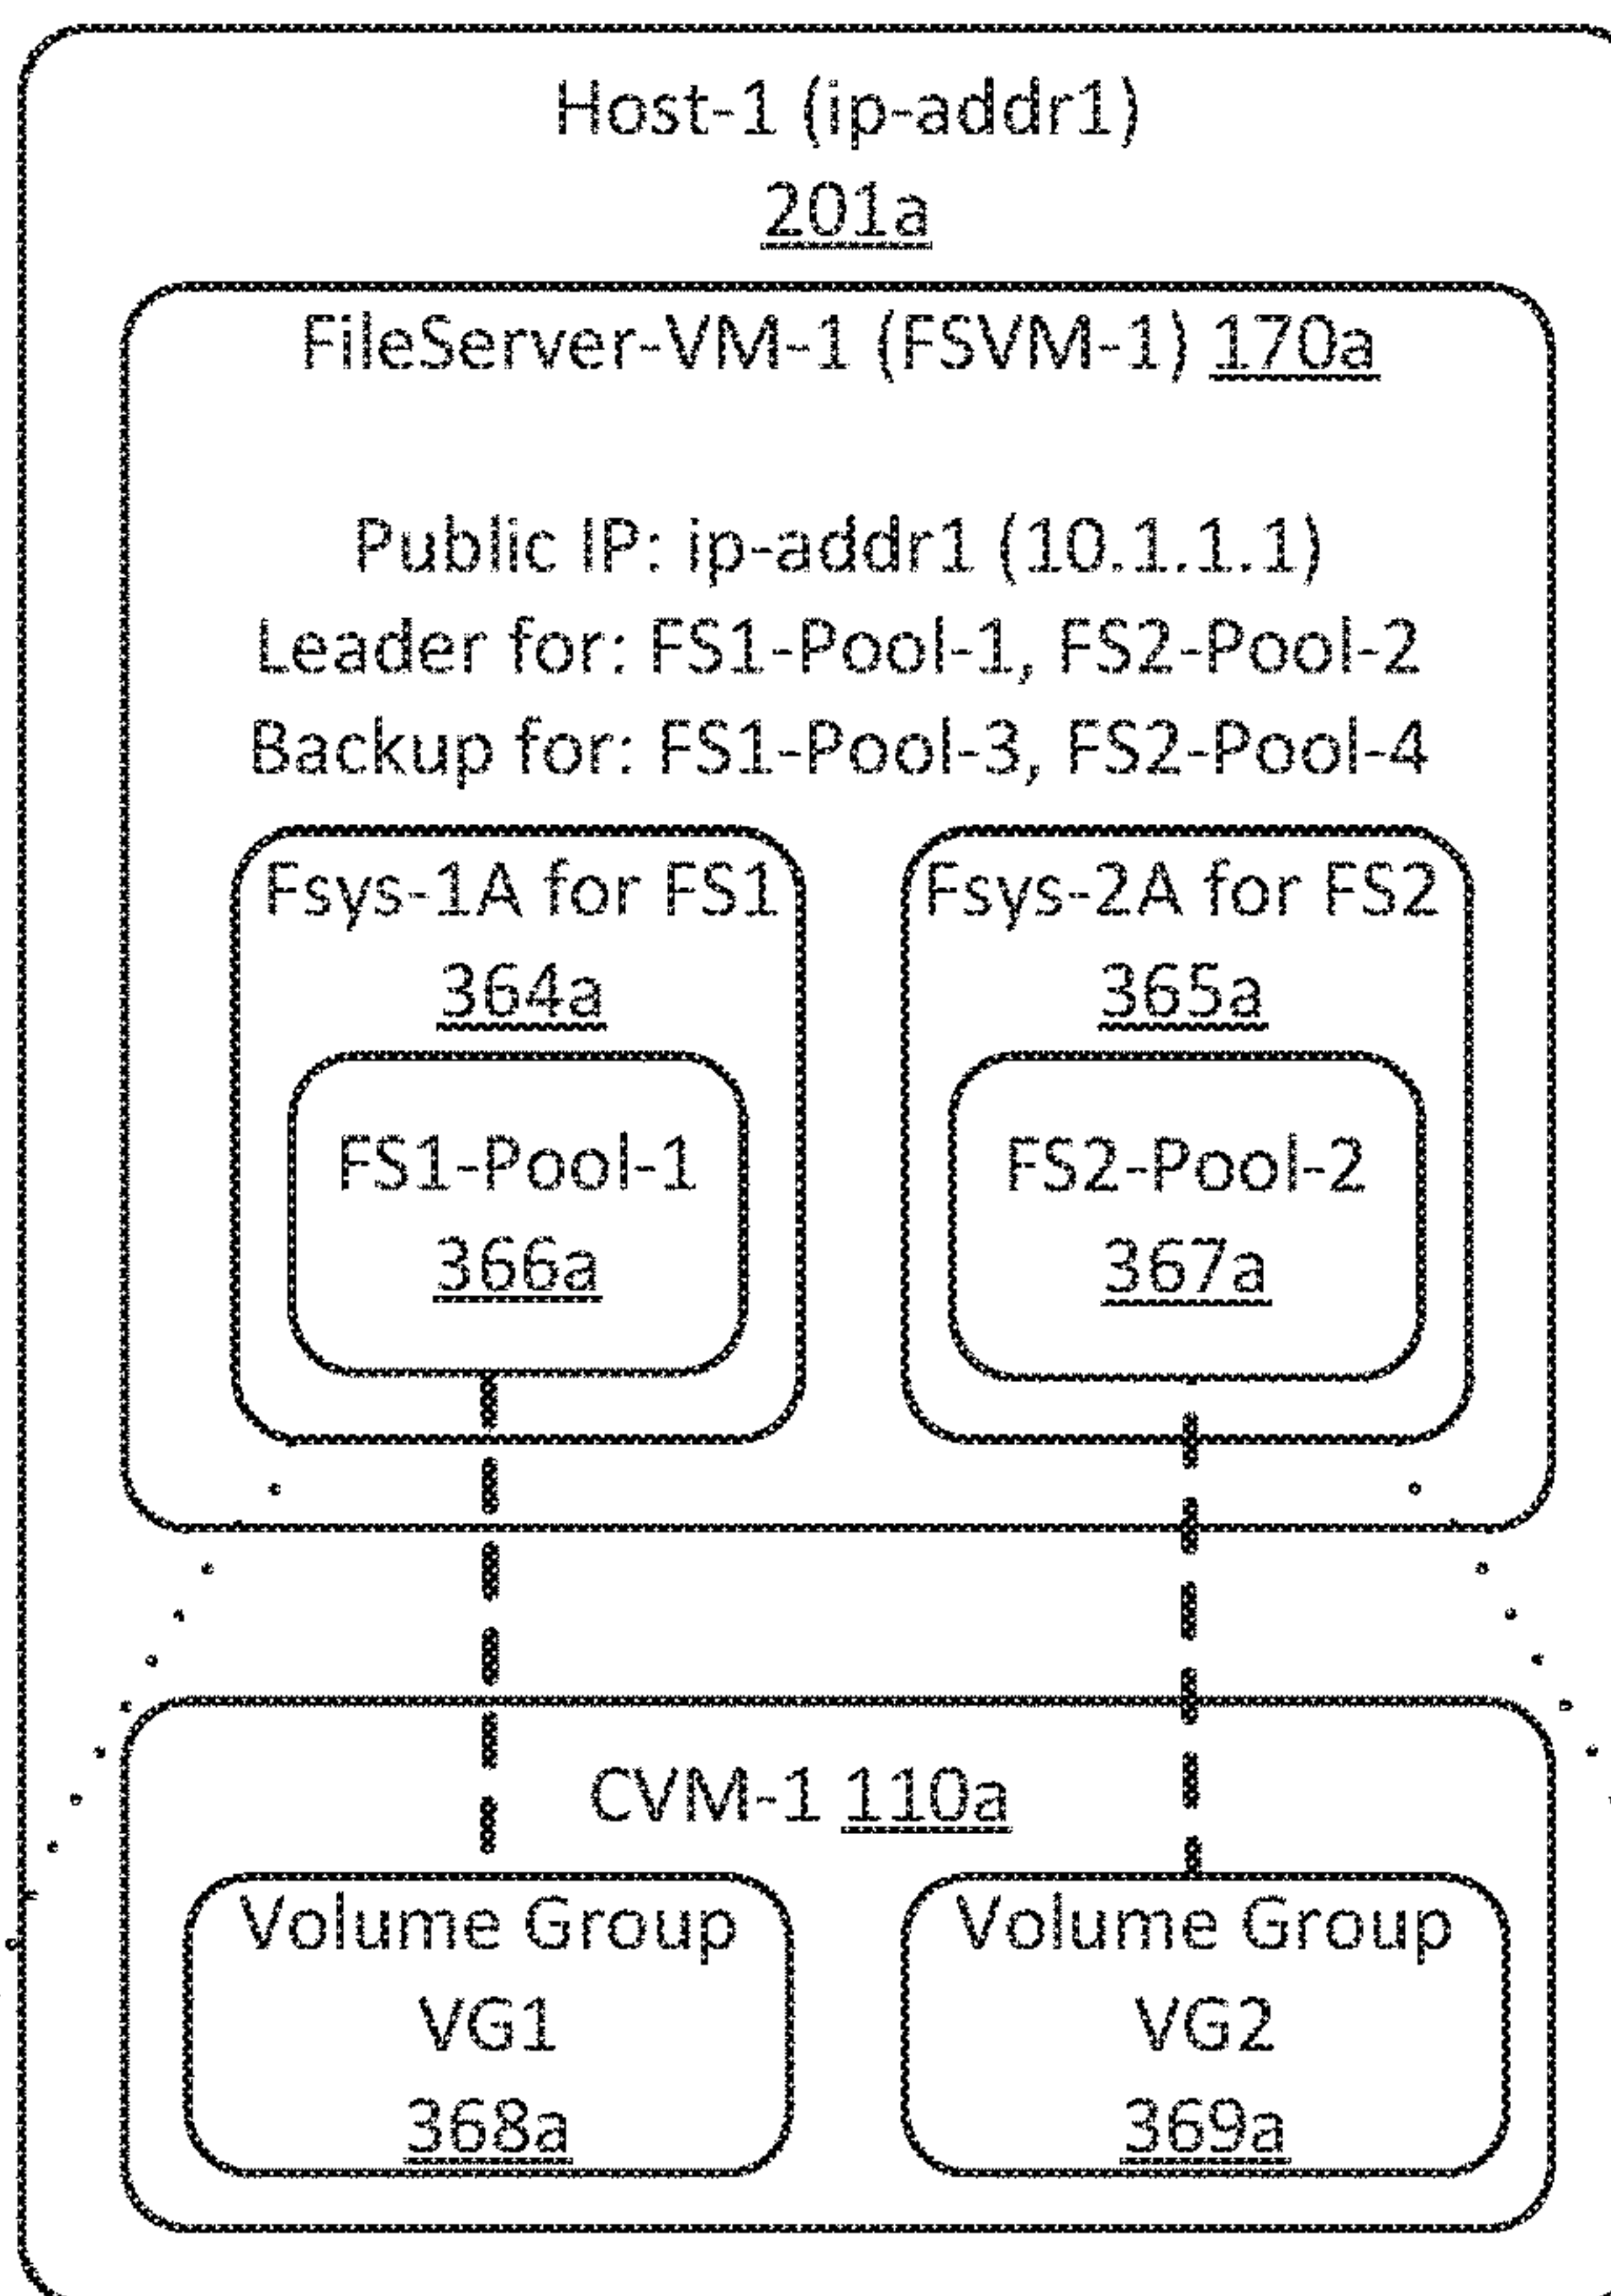 Host-1 (ip-addr1)
201a
FileServer-VM-1 (FSVM-1) 170a
Public IP: ip-addr1 (10.1.1.1)
Leader for: FS1-Pool-1, FS2-Pool-2
Backup for: FS1-Pool-3, FS2-Pool-4
Fsys-1A for FS1
364a
FS1-Pool-1
366a
Fsys-2A for FS2
365a
FS2-Pool-2
367a
CVM-1 110a
Volume Group
VG1
368a
Volume Group
VG2
369a